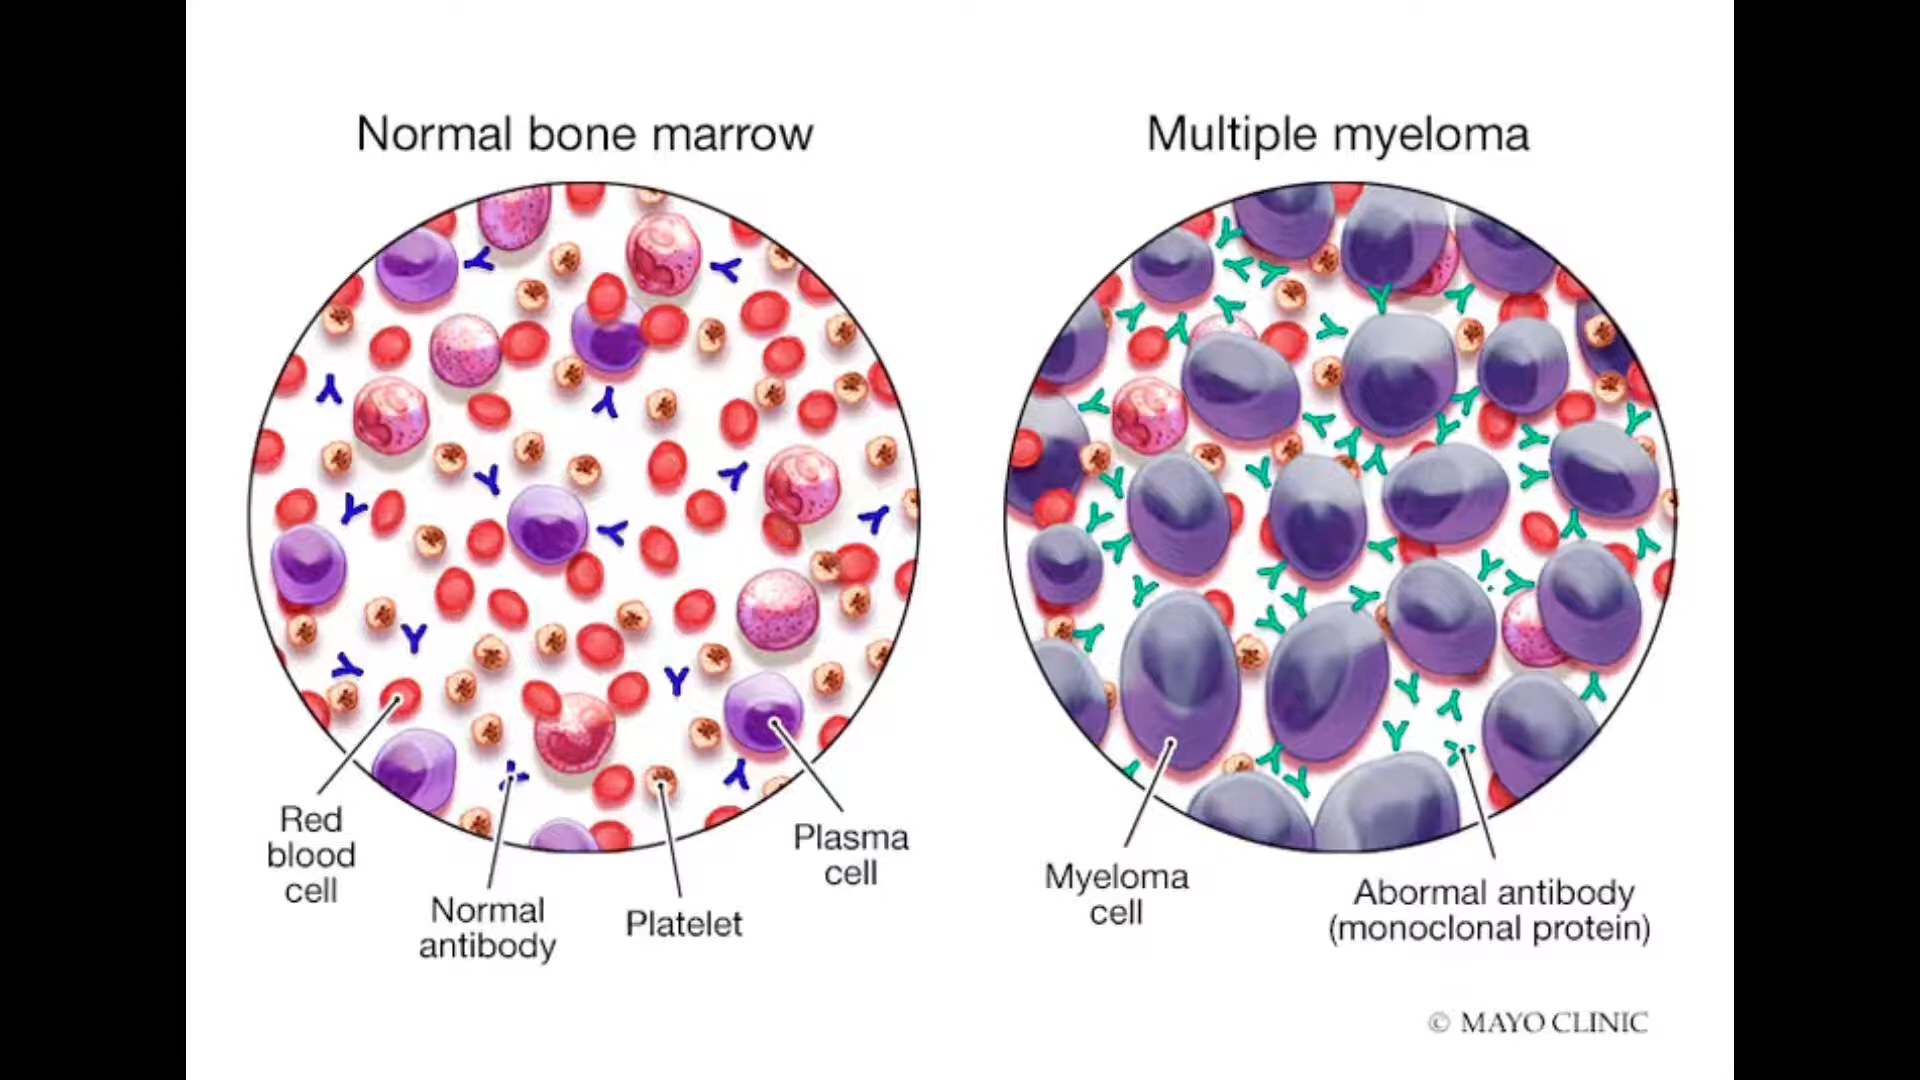 Normal bone marrow
Multiple myeloma
Red
blood
cell
Normal
antibody
Platelet
Plasma
cell
Myeloma
cell
Abormal antibody
(monoclonal protein)
© MAYO CLINIC